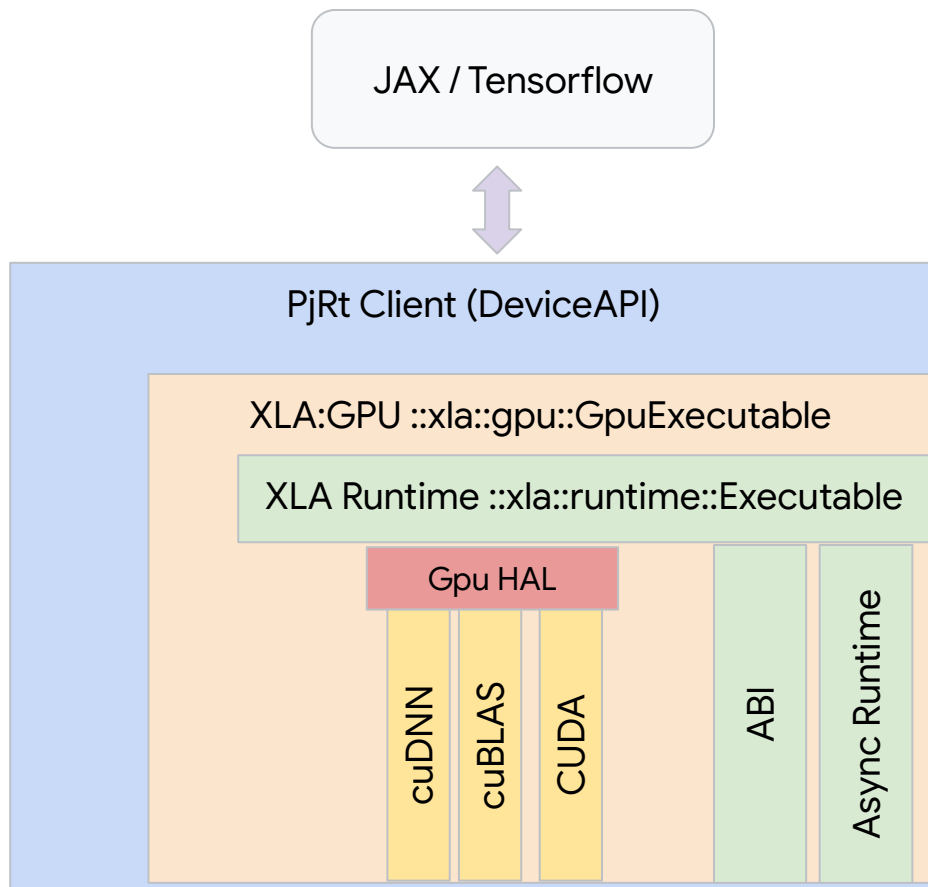 JAX / Tensorflow
PjRt Client (DeviceAPI)
XLA:GPU ::xla::gpu::GpuExecutable
XLA Runtime ::xla::runtime::Executable
Gpu HAL
cuDNN
cuBLAS
CUDA
ABI
Async Runtime